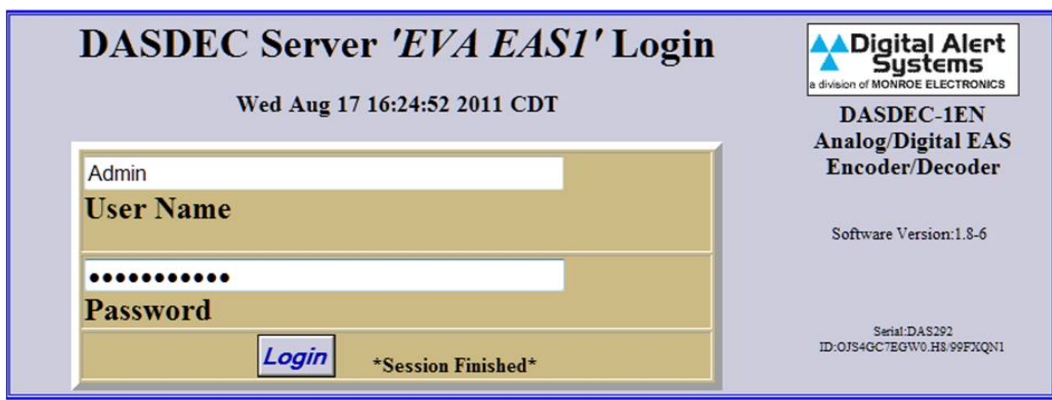 DASDEC Server 'EVA EAS1' Login
Wed Aug 17 16:24:52 2011 CDT
Admin
User Name
•••••••••••
Password
Login
*Session Finished*
Digital Alert
Systems
a division of MONROE ELECTRONICS
DASDEC-1EN
Analog/Digital EAS
Encoder/Decoder
Software Version:1.8-6
Serial:DAS292
ID:OJS4GC7EGW0.H8/99FXQN1